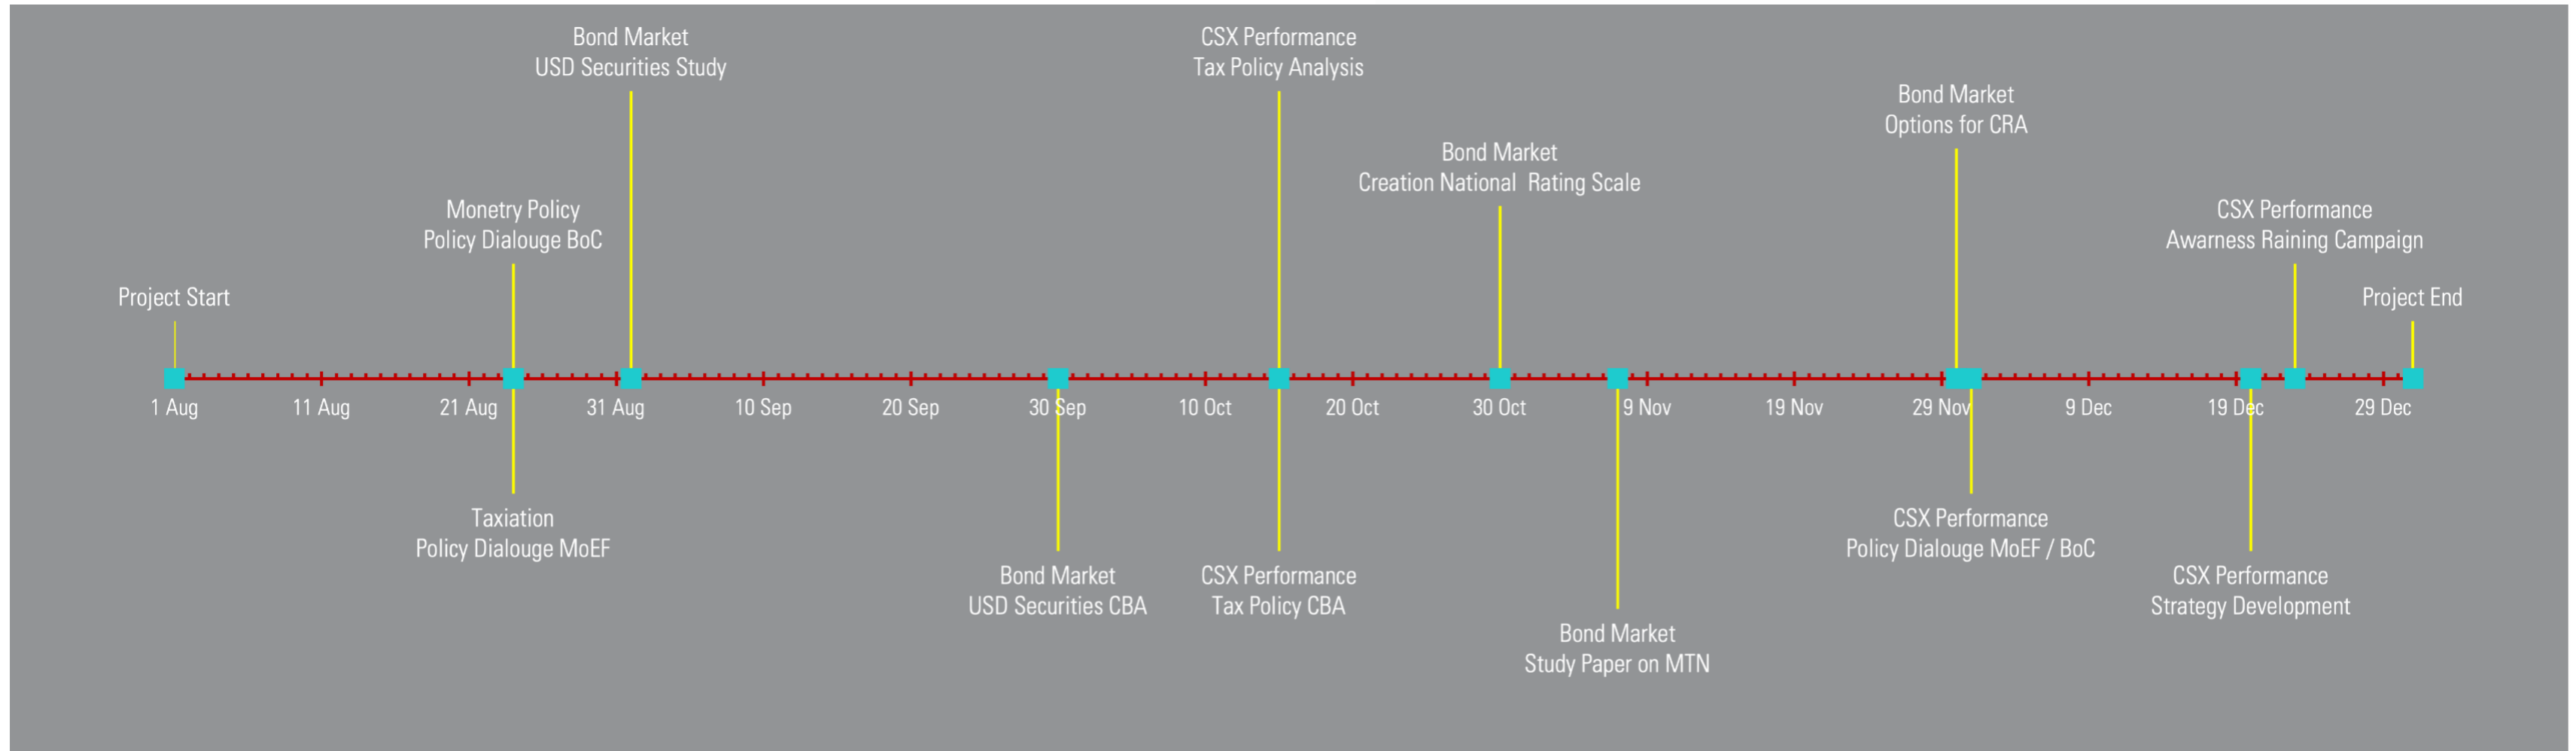 Bond Market
USD Securities Study
CSX Performance
Tax Policy Analysis
Bond Market
Options for CRA
Bond Market
Creation National  Rating Scale
Monetry Policy
Policy Dialouge BoC
CSX Performance
Awarness Raining Campaign
Project Start
Project End
1 Aug
11 Aug
21 Aug
31 Aug
10 Sep
20 Sep
30 Sep
10 Oct
20 Oct
30 Oct
9 Nov
19 Nov
29 Nov
9 Dec
19 Dec
29 Dec
Taxiation
Policy Dialouge MoEF
CSX Performance
Policy Dialouge MoEF / BoC
Bond Market
USD Securities CBA
CSX Performance
Tax Policy CBA
CSX Performance
Strategy Development
Bond Market
Study Paper on MTN